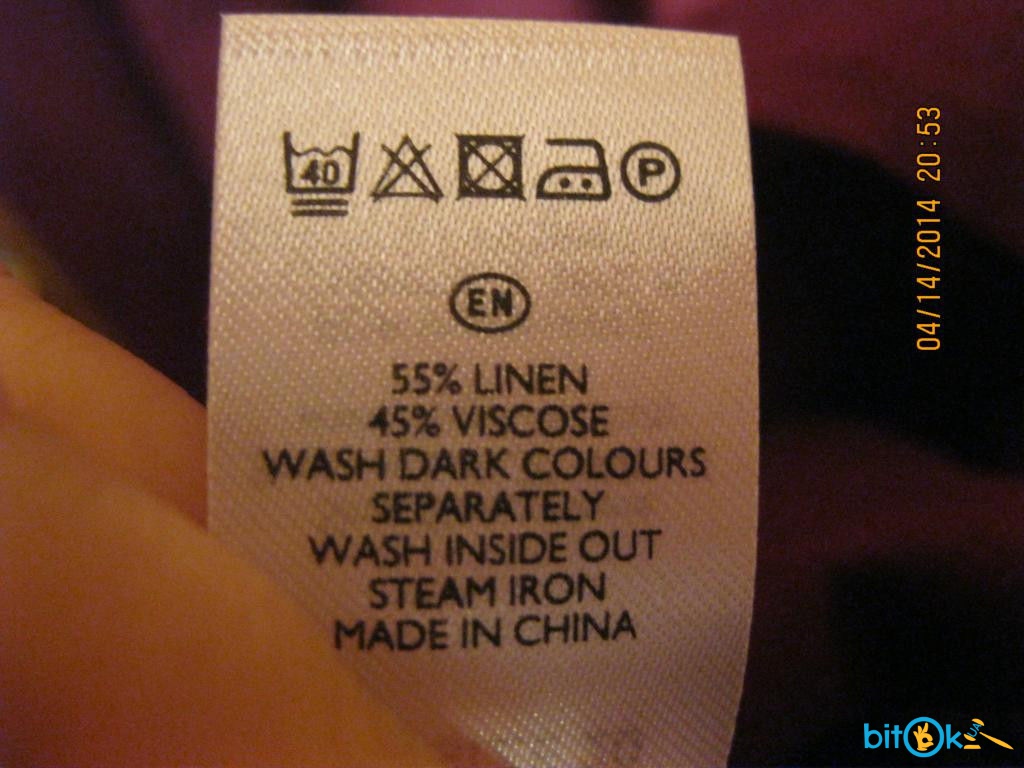 40
P
EN
55% LINEN
45% VISCOSE
WASH DARK COLOURS
SEPARATELY
WASH INSIDE OUT
STEAM IRON
MADE IN CHINA
04/14/2014 20:53
bitok
UA